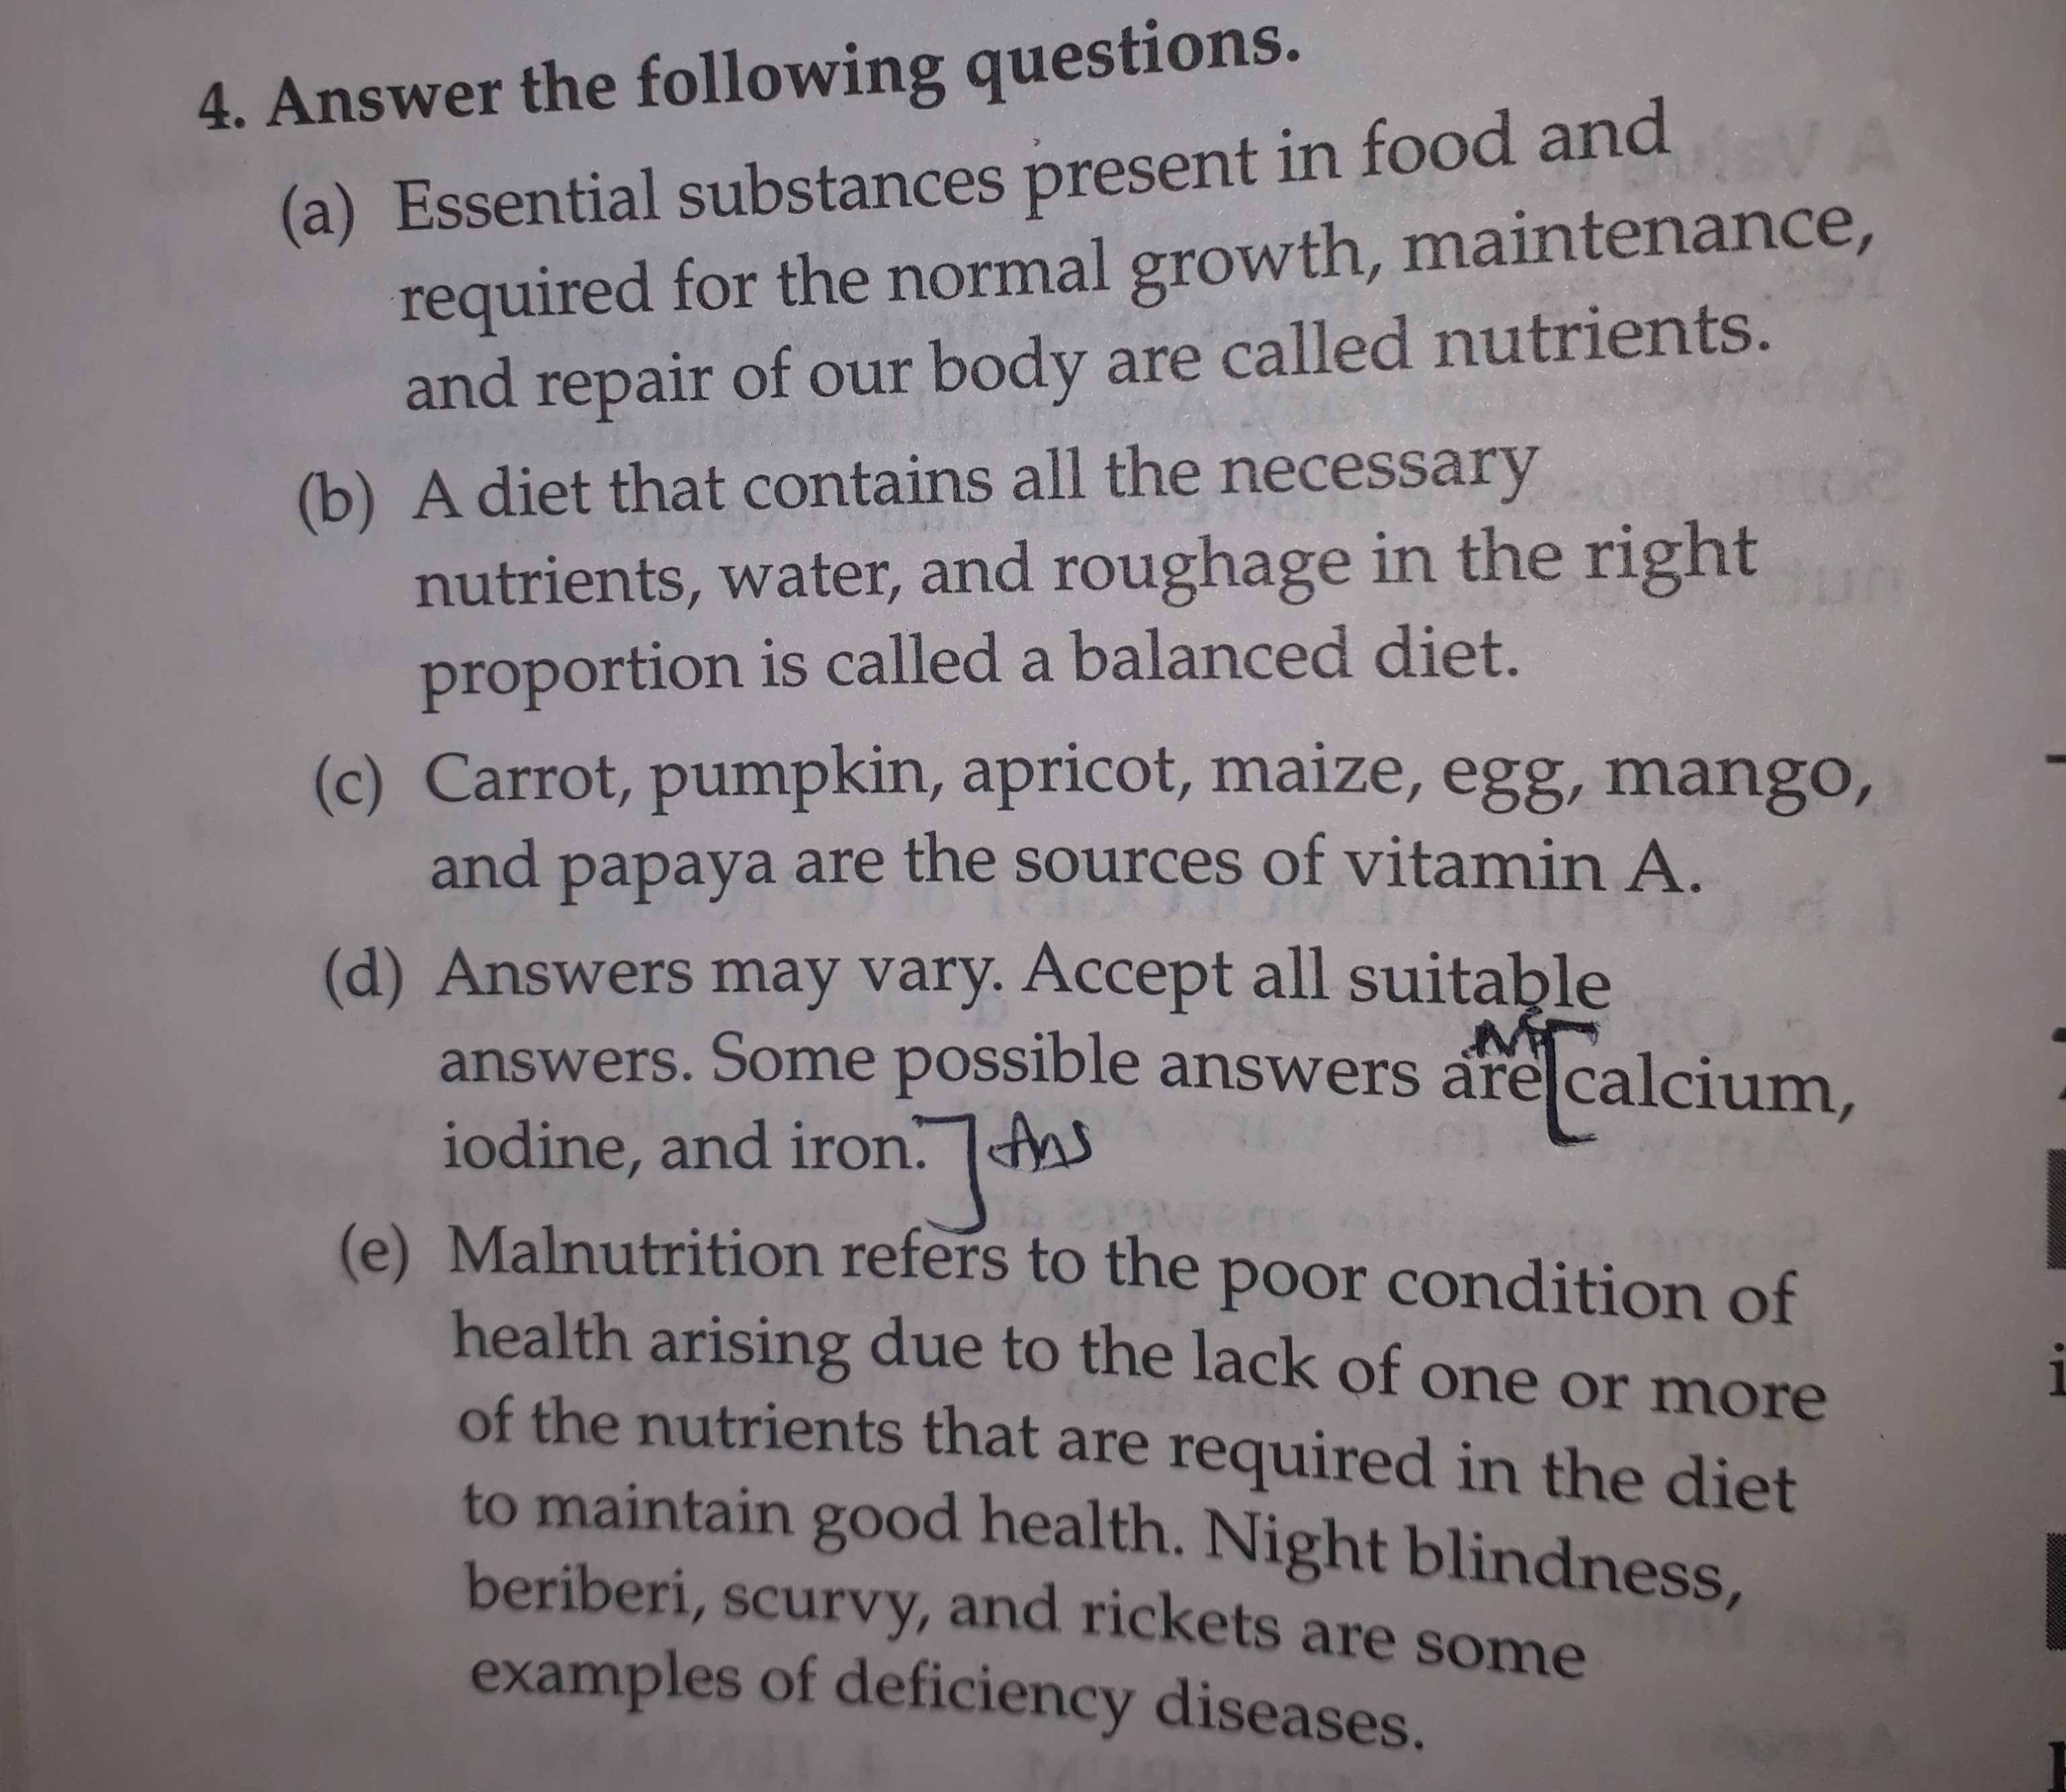 4. Answer the following questions.
(a) Essential substances present in food and
required for the normal growth, maintenance,
and repair of our body are called nutrients.
(b) A diet that contains all the necessary
nutrients, water, and roughage in the right
proportion is called a balanced diet.
(c) Carrot, pumpkin, apricot, maize, egg, mango,
and papaya are the sources of vitamin A.
(d) Answers may vary. Accept all suitable
answers. Some possible answers are [calcium,
iodine, and iron.] Ans
(e) Malnutrition refers to the poor condition of
health arising due to the lack of one or more
of the nutrients that are required in the diet
to maintain good health. Night blindness,
beriberi, scurvy, and rickets are some
examples of deficiency diseases.